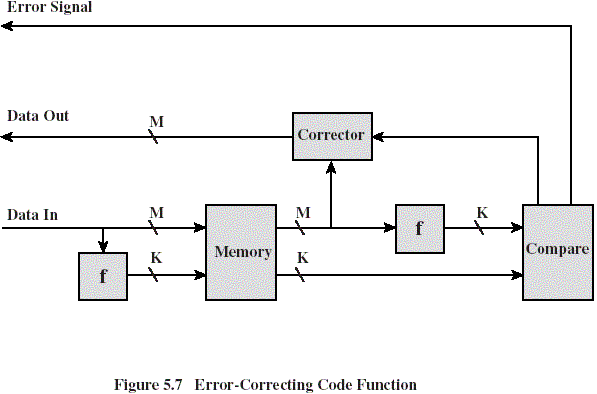 Error Signal
Data Out
M
Corrector
Data In
M
M
K
f
Memory
f
Compare
K
K
f
Figure 5.7 Error-Correcting Code Function